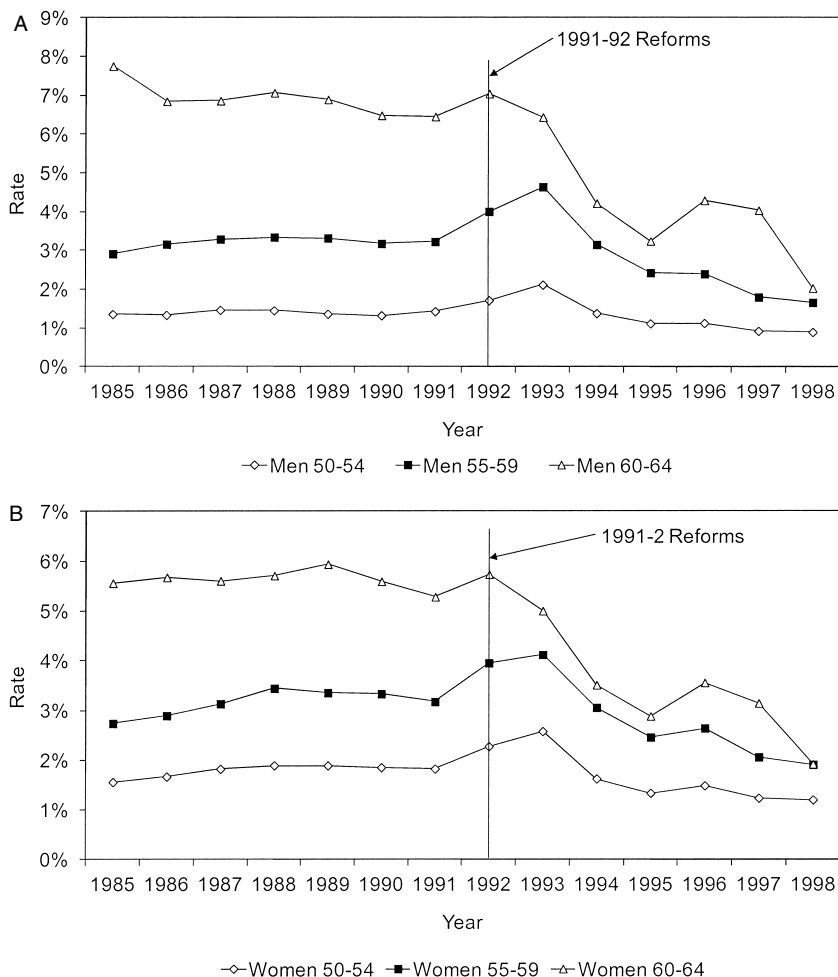 A
9%
8%
7%
6%
5%
4%
3%
2%
1%
0%
Rate
1991-92 Reforms
1985 1986 1987 1988 1989 1990 1991 1992 1993 1994 1995 1996 1997 1998
Year
Men 50-54 Men 55-59 Men 60-64
B
7%
6%
5%
4%
3%
2%
1%
0%
Rate
1991-2 Reforms
1985 1986 1987 1988 1989 1990 1991 1992 1993 1994 1995 1996 1997 1998
Year
Women 50-54 Women 55-59 Women 60-64